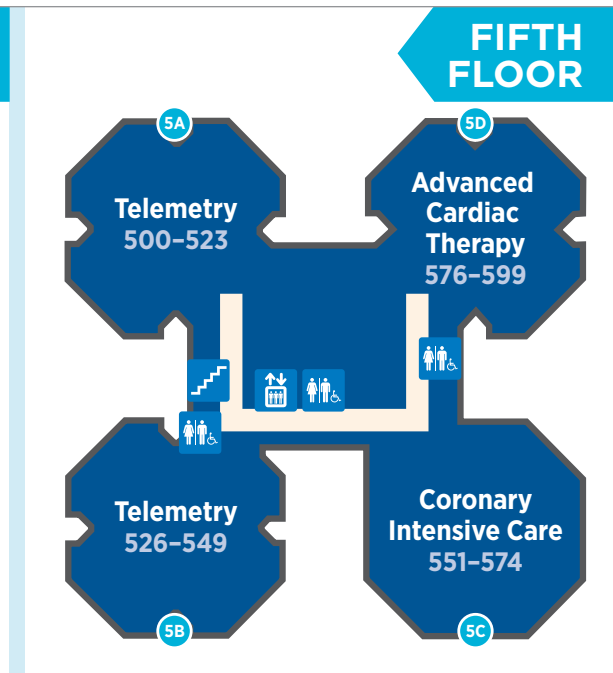 FIFTH
FLOOR
5A
5D
Telemetry
500–523
Advanced
Cardiac
Therapy
576–599
Telemetry
526–549
Coronary
Intensive Care
551–574
5B
5C